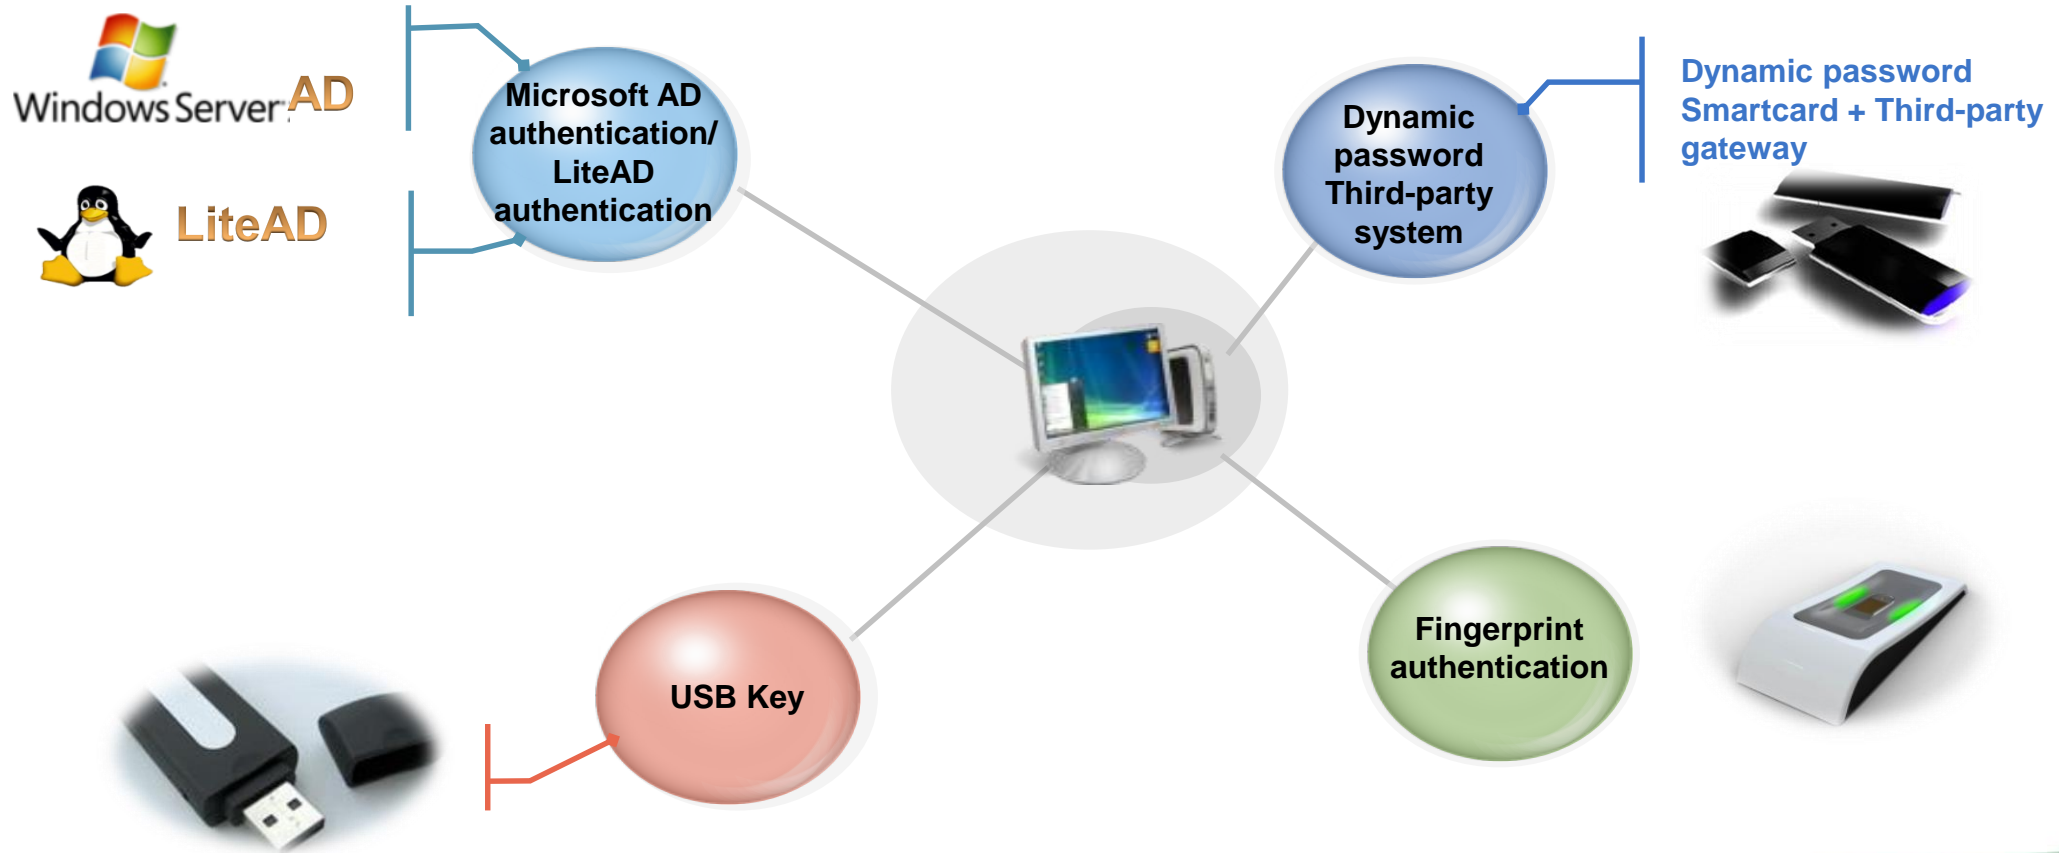 Windows Server
AD
LiteAD
Microsoft AD
authentication/
LiteAD
authentication
Dynamic
password
Third-party
system
Dynamic password
Smartcard + Third-party
gateway
USB Key
Fingerprint
authentication